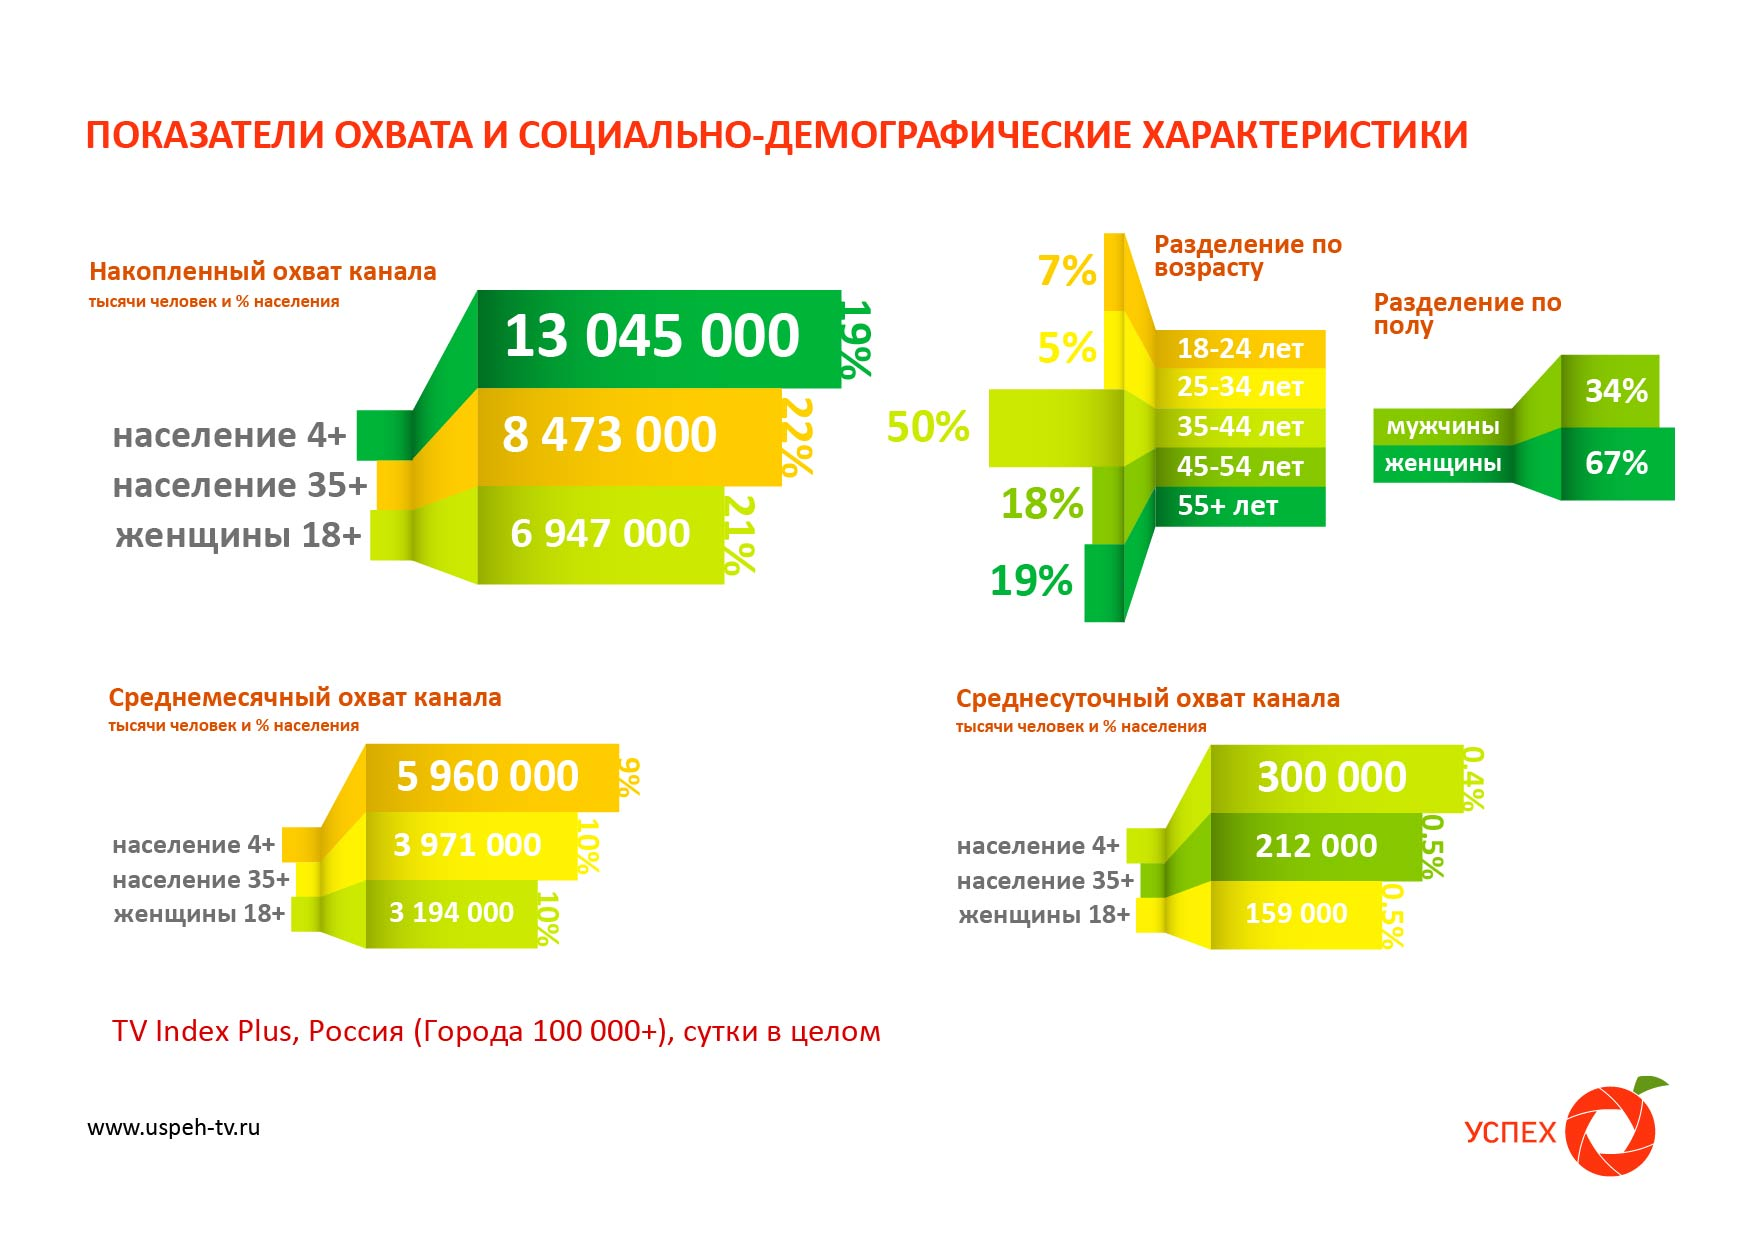 ПОКАЗАТЕЛИ ОХВАТА И СОЦИАЛЬНО-ДЕМОГРАФИЧЕСКИЕ ХАРАКТЕРИСТИКИ
Накопленный охват канала
тысячи человек и % населения
население 4+
13 045 000
19%
население 35+
8 473 000
22%
женщины 18+
6 947 000
21%
Разделение по
возрасту
7%
18-24 лет
5%
25-34 лет
50%
35-44 лет
18%
45-54 лет
19%
55+ лет
Разделение по
полу
мужчины
34%
женщины
67%
Среднемесячный охват канала
тысячи человек и % населения
население 4+
5 960 000
9%
население 35+
3 971 000
10%
женщины 18+
3 194 000
10%
Среднесуточный охват канала
тысячи человек и % населения
население 4+
300 000
0,4%
население 35+
212 000
0,5%
женщины 18+
159 000
0,5%
TV Index Plus, Россия (Города 100 000+), сутки в целом
www.uspeh-tv.ru
УСПЕХ